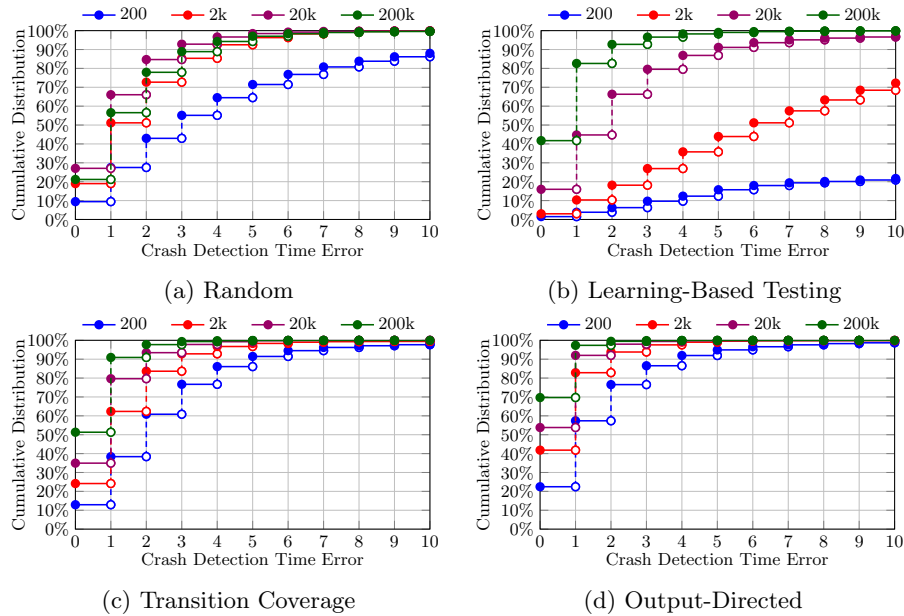 200 2k 20k 200k
100%
90%
80%
70%
60%
50%
40%
30%
20%
10%
0%
Cumulative Distribution
0 1 2 3 4 5 6 7 8 9 10
Crash Detection Time Error
(a) Random
200 2k 20k 200k
100%
90%
80%
70%
60%
50%
40%
30%
20%
10%
0%
Cumulative Distribution
0 1 2 3 4 5 6 7 8 9 10
Crash Detection Time Error
(b) Learning-Based Testing
200 2k 20k 200k
100%
90%
80%
70%
60%
50%
40%
30%
20%
10%
0%
Cumulative Distribution
0 1 2 3 4 5 6 7 8 9 10
Crash Detection Time Error
(c) Transition Coverage
200 2k 20k 200k
100%
90%
80%
70%
60%
50%
40%
30%
20%
10%
0%
Cumulative Distribution
0 1 2 3 4 5 6 7 8 9 10
Crash Detection Time Error
(d) Output-Directed